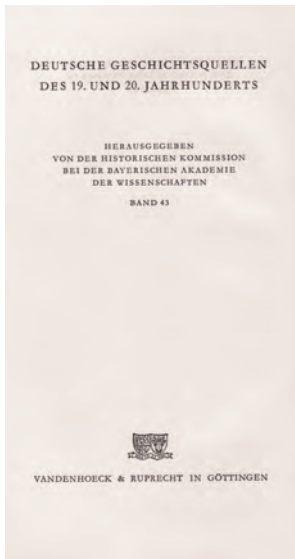 DEUTSCHE GESCHICHTSQUELLEN
DES 19. UND 20. JAHRHUNDERTS
HERAUSGEGEBEN
VON DER HISTORISCHEN KOMMISSION
BEI DER BAYERISCHEN AKADEMIE
DER WISSENSCHAFTEN
BAND 43
VANDENHOECK & RUPRECHT IN GÖTTINGEN